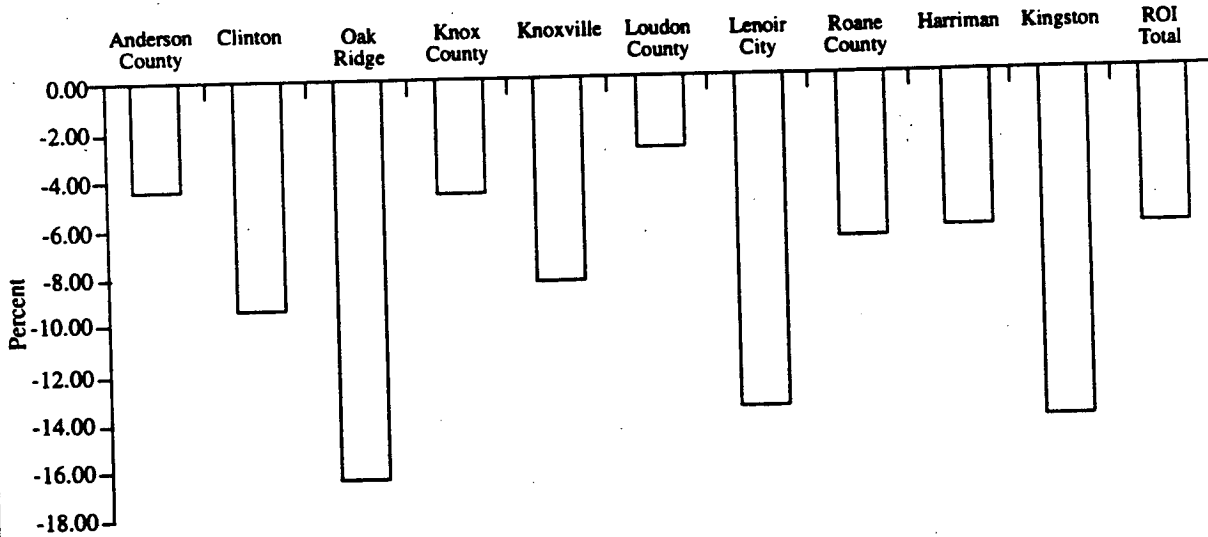 Anderson
County
Clinton
Oak
Ridge
Knox
County
Knoxville
Loudon
County
Lenoir
City
Roane
County
Harriman
Kingston
ROI
Total
0.00
-2.00
-4.00
-6.00
-8.00
-10.00
-12.00
-14.00
-16.00
-18.00
Percent